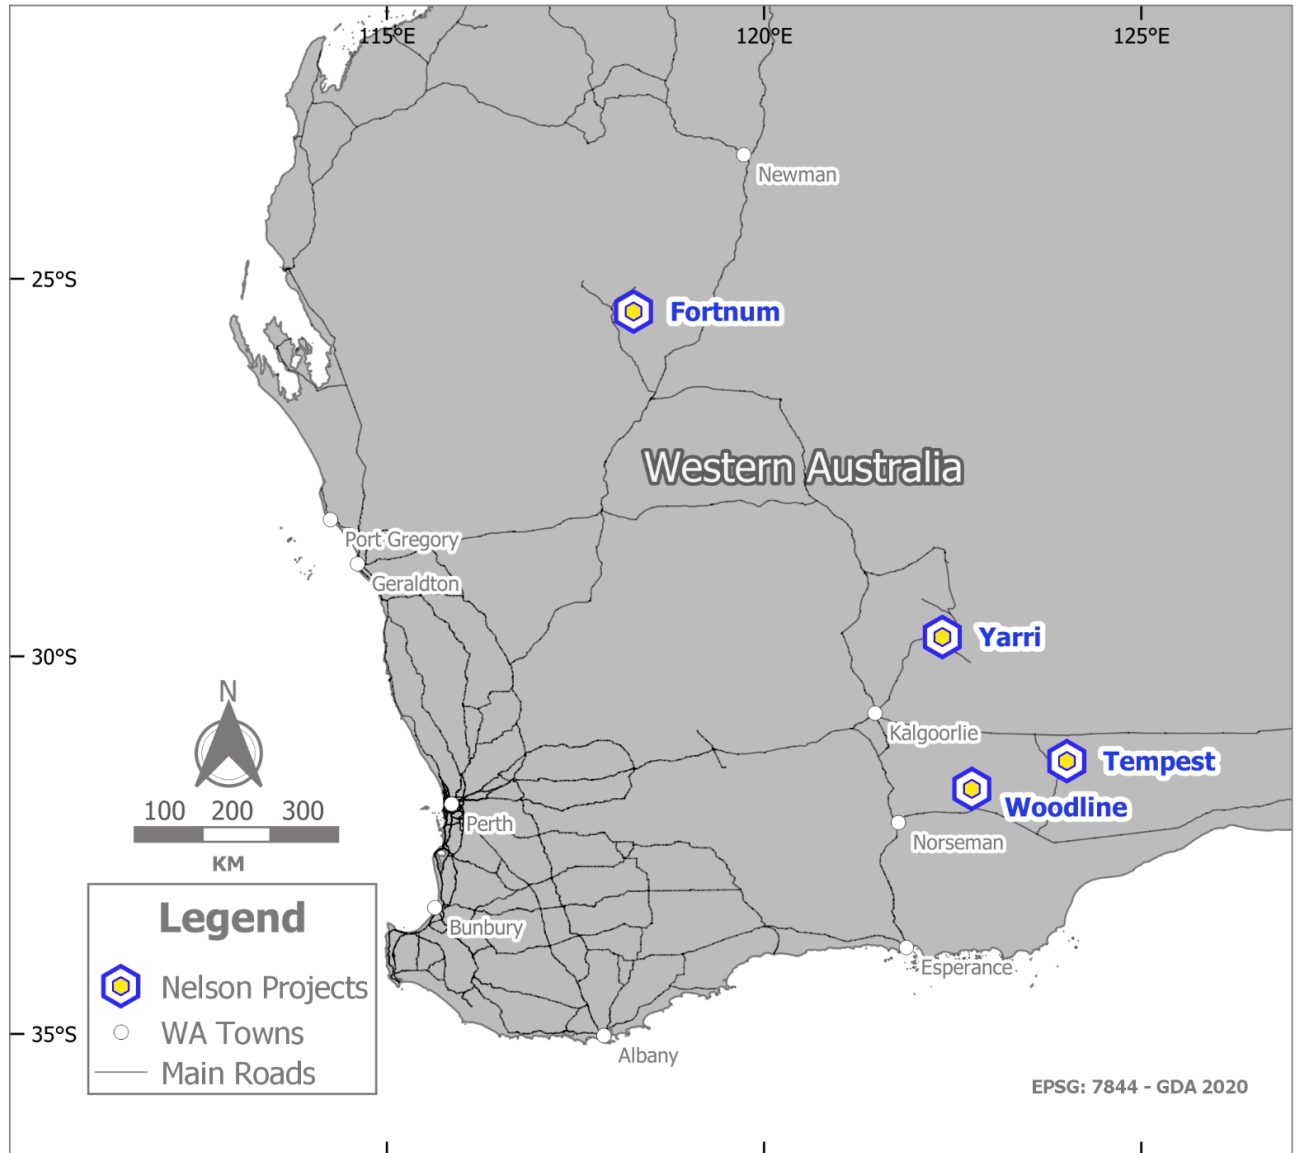 115°E 120°E 125°E
Newman
25°S
Fortnum
Western Australia
Port Gregory
Geraldton
Yarri
30°S
N
Kalgoorlie
Tempest
Woodline
100 200 300
KM
Perth
Norseman
Legend
Bunbury
Esperance
Nelson Projects
WA Towns
35°S
Albany
Main Roads
EPSG: 7844 - GDA 2020